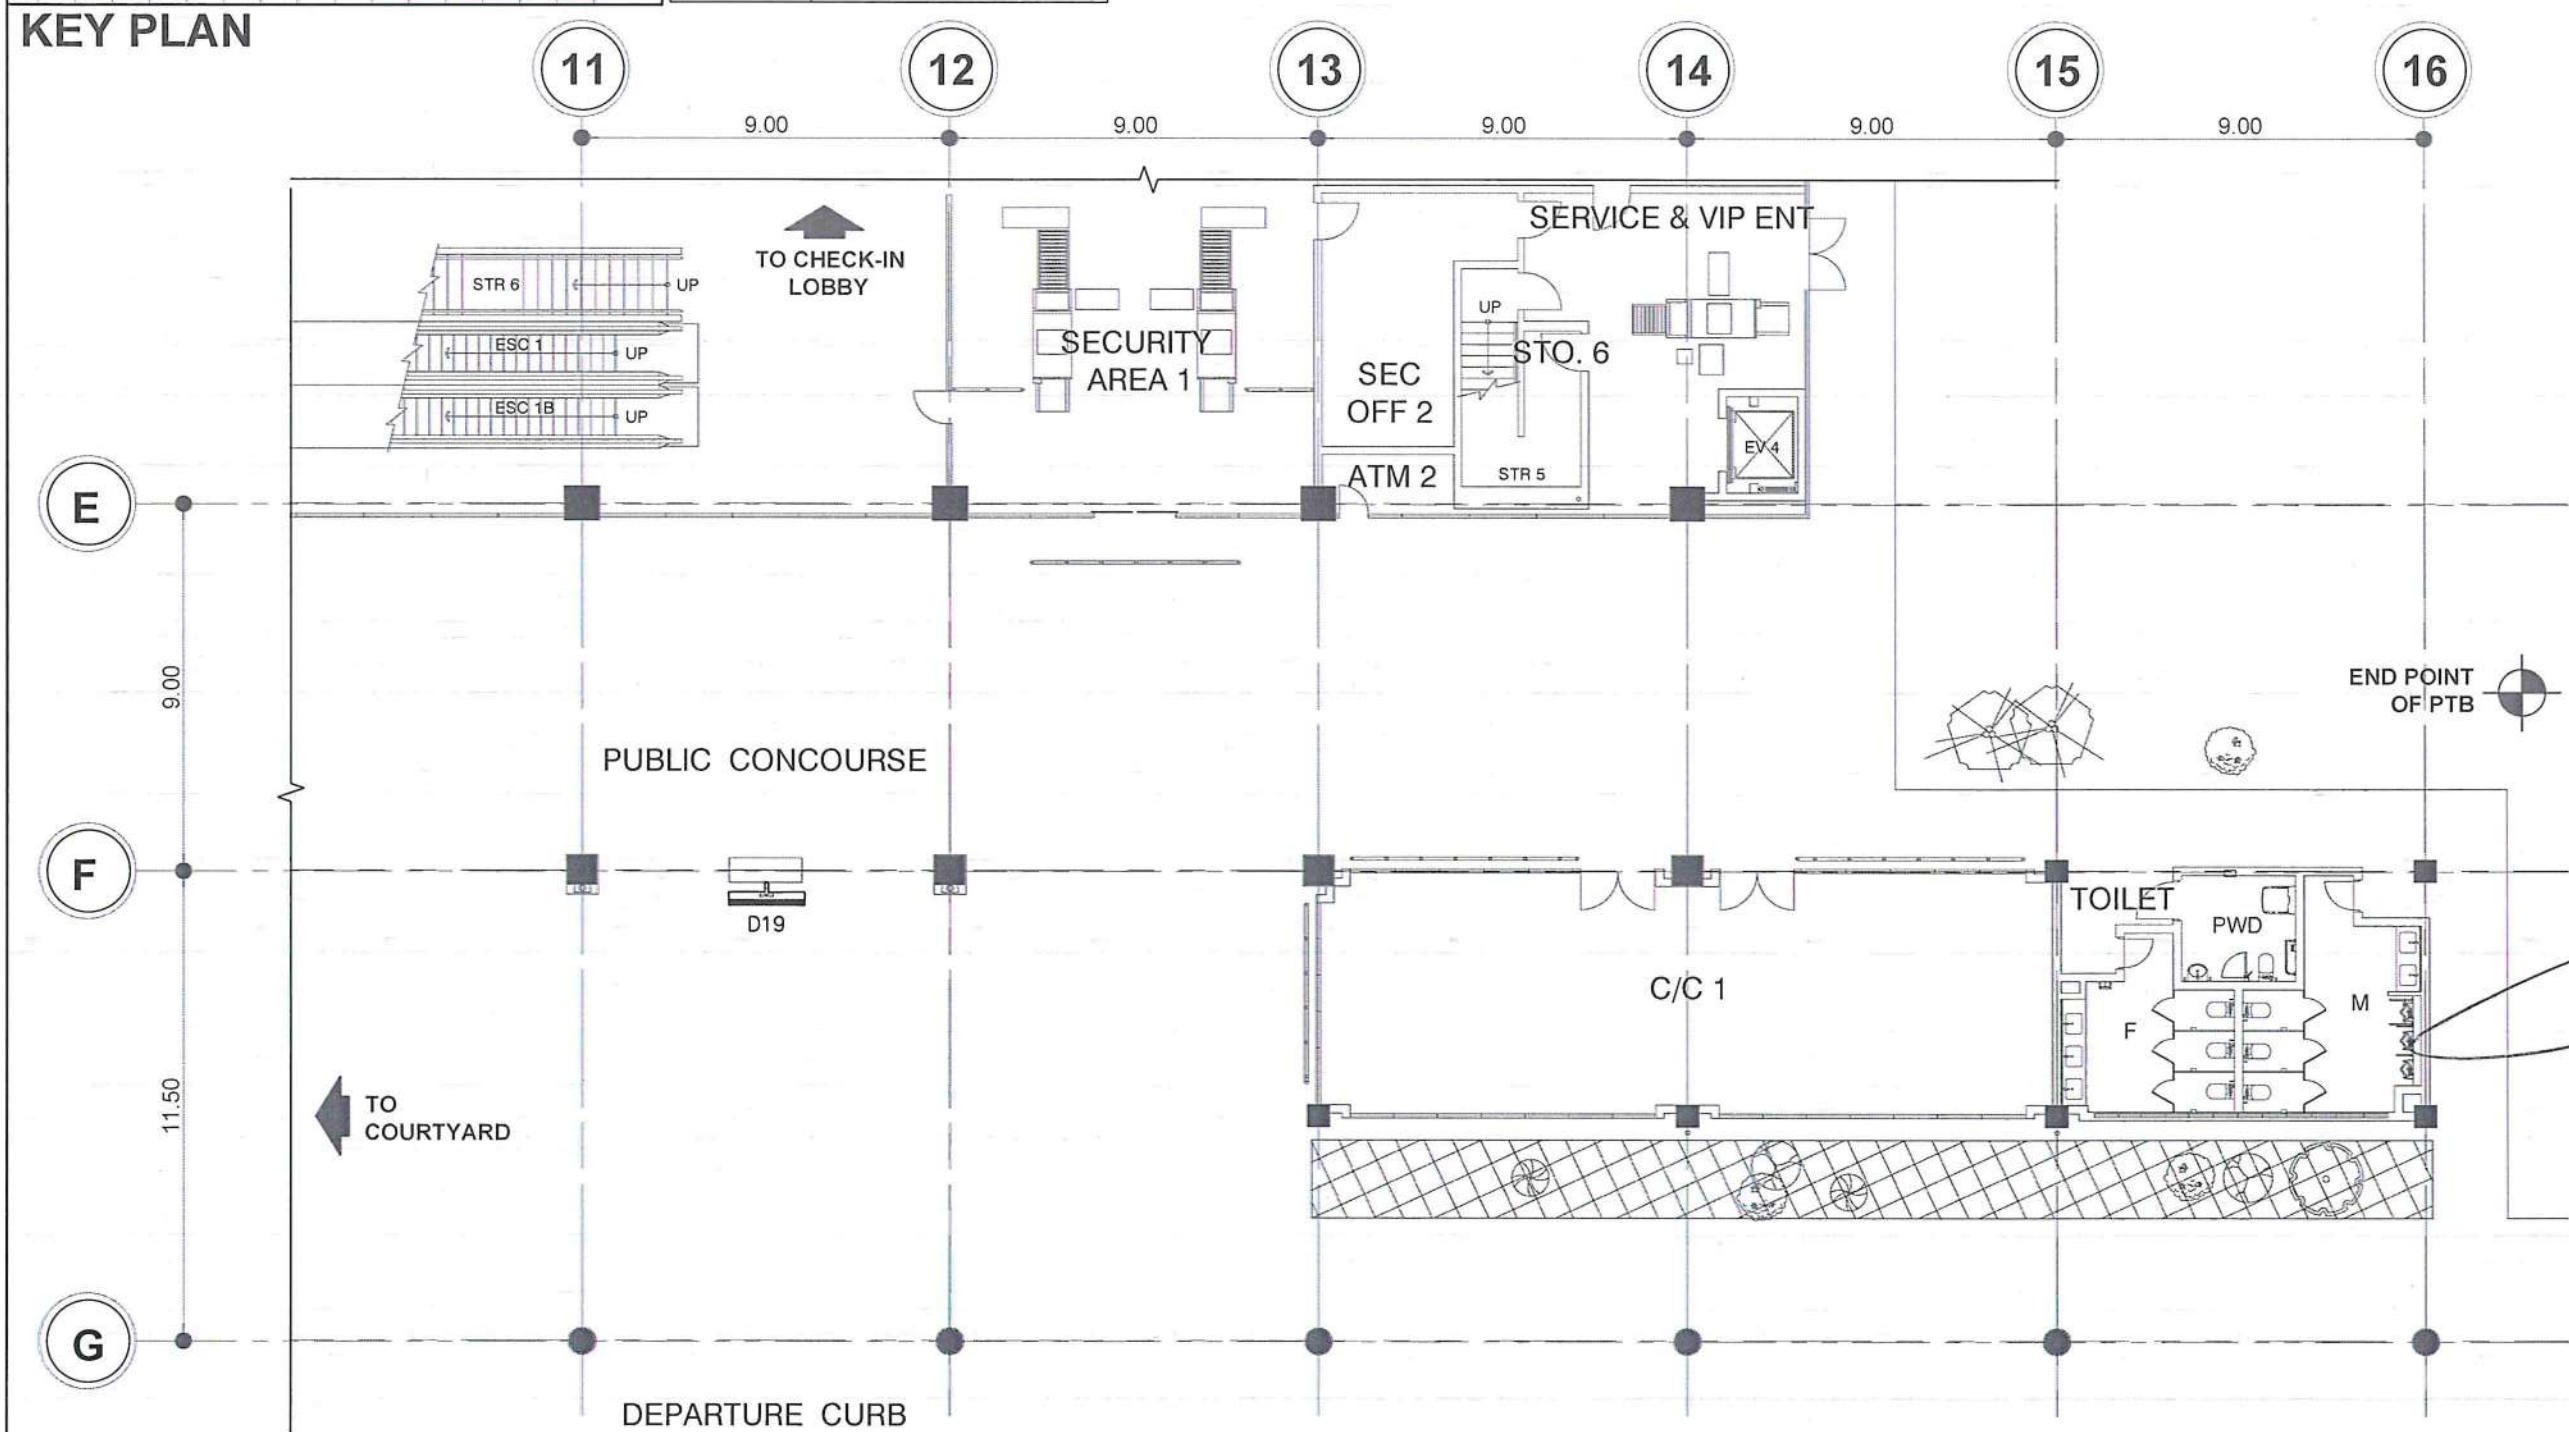 KEY PLAN
11
12
13
14
15
16
9.00
9.00
9.00
9.00
9.00
TO CHECK-IN
LOBBY
SERVICE & VIP ENT
STR 6
UP
ESC 1
UP
ESC 1B
UP
SECURITY
AREA 1
SEC
OFF 2
UP
STO. 6
ATM 2
STR 5
EV 4
E
9.00
END POINT
OF PTB
PUBLIC CONCOURSE
F
D19
TOILET
PWD
C/C 1
F
M
11.50
TO
COURTYARD
G
DEPARTURE CURB